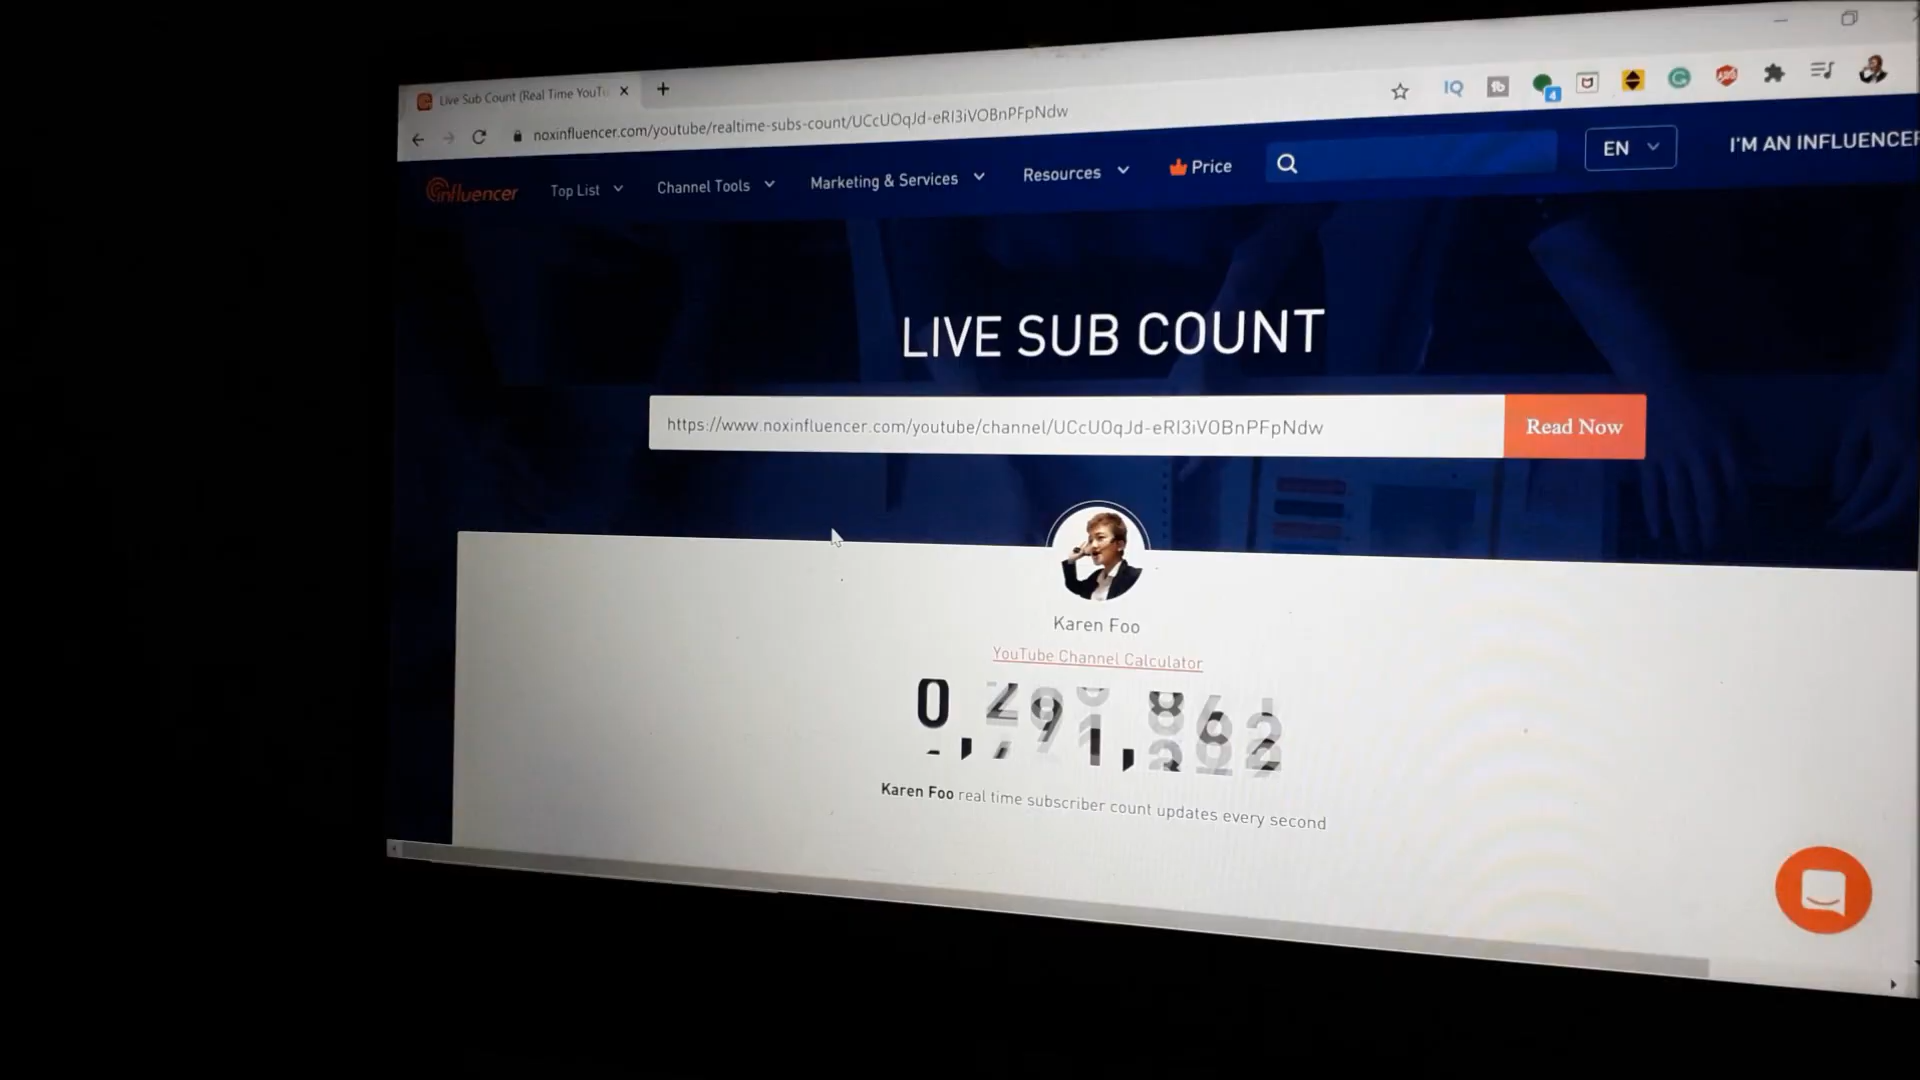 Live Sub Count (Real Time YouTu
noxinfluencer.com/youtube/realtime-subs-count/UCcUOqJd-eRI3iVOBnPFpNdw
influencer
Top List
Channel Tools
Marketing & Services
Resources
Price
EN
I'M AN INFLUENCER
LIVE SUB COUNT
https://www.noxinfluencer.com/youtube/channel/UCcUOqJd-eRI3iVOBnPFpNdw
Read Now
Karen Foo
YouTube Channel Calculator
Karen Foo real time subscriber count updates every second